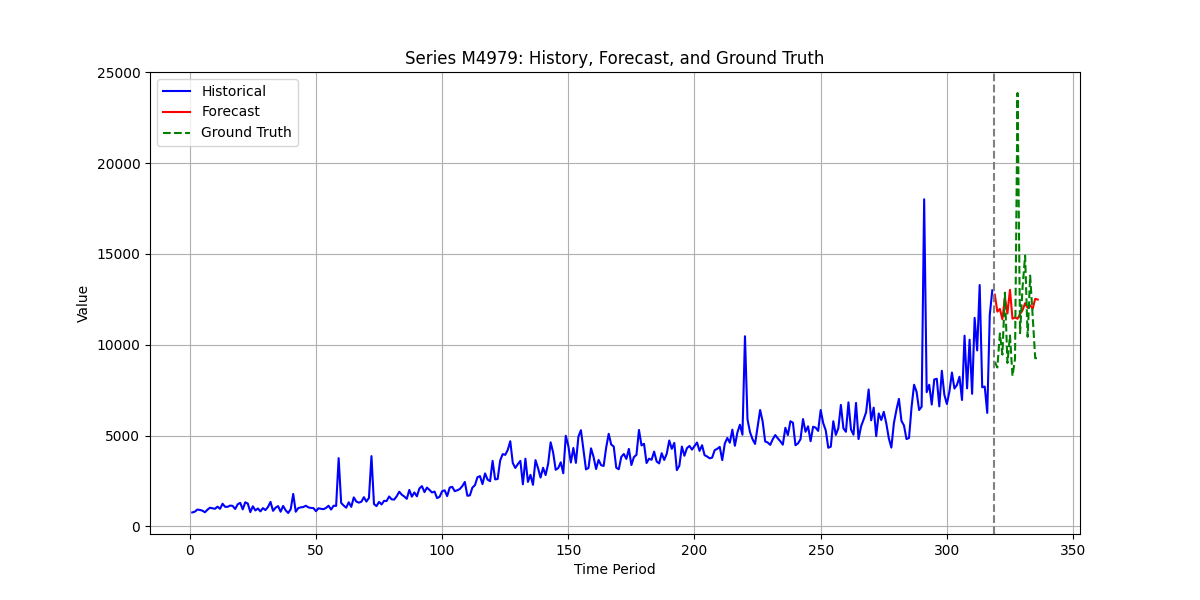 Series M4979: History, Forecast, and Ground Truth
25000
20000
15000
10000
5000
0
Value
Historical
Forecast
Ground Truth
0 50 100 150 200 250 300 350
Time Period